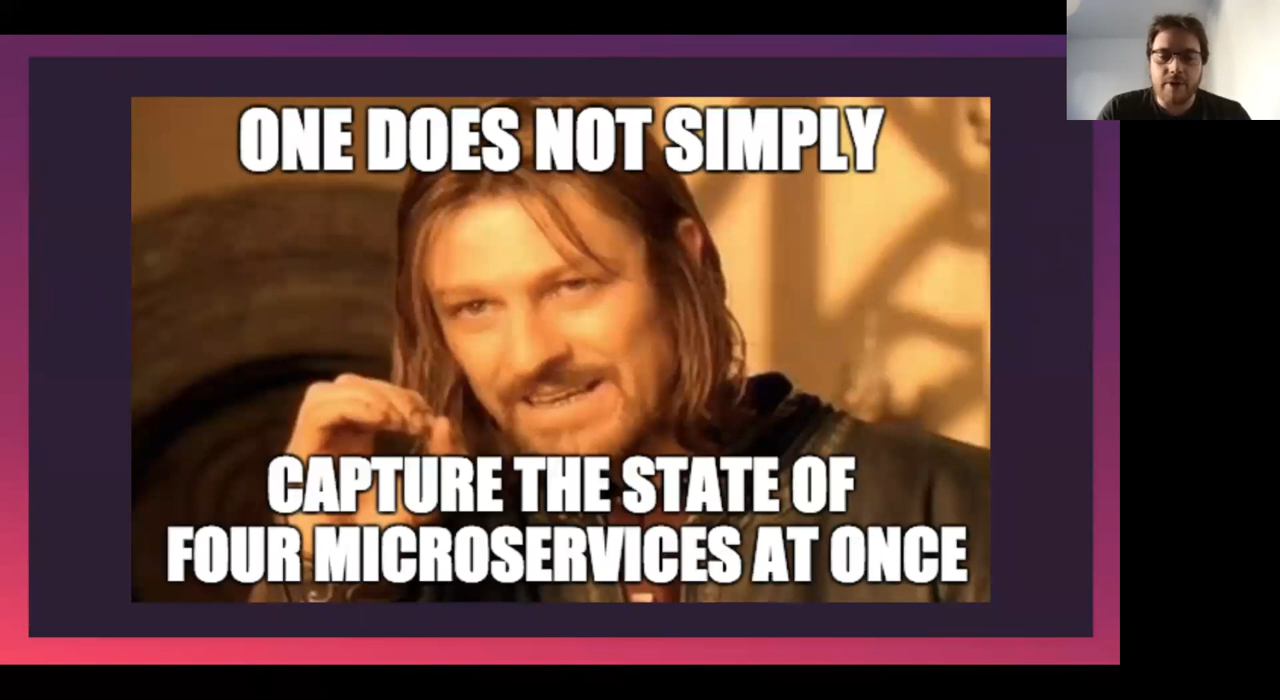 ONE DOES NOT SIMPLY
CAPTURE THE STATE OF
FOUR MICROSERVICES AT ONCE